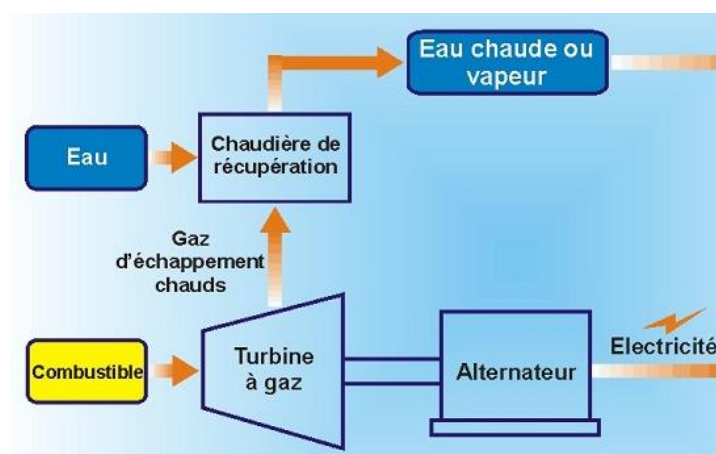 Eau chaude ou
vapeur
Eau
Chaudière de
récupération
Gaz
d'échappement
chauds
Combustible
Turbine
à gaz
Alternateur
Electricité